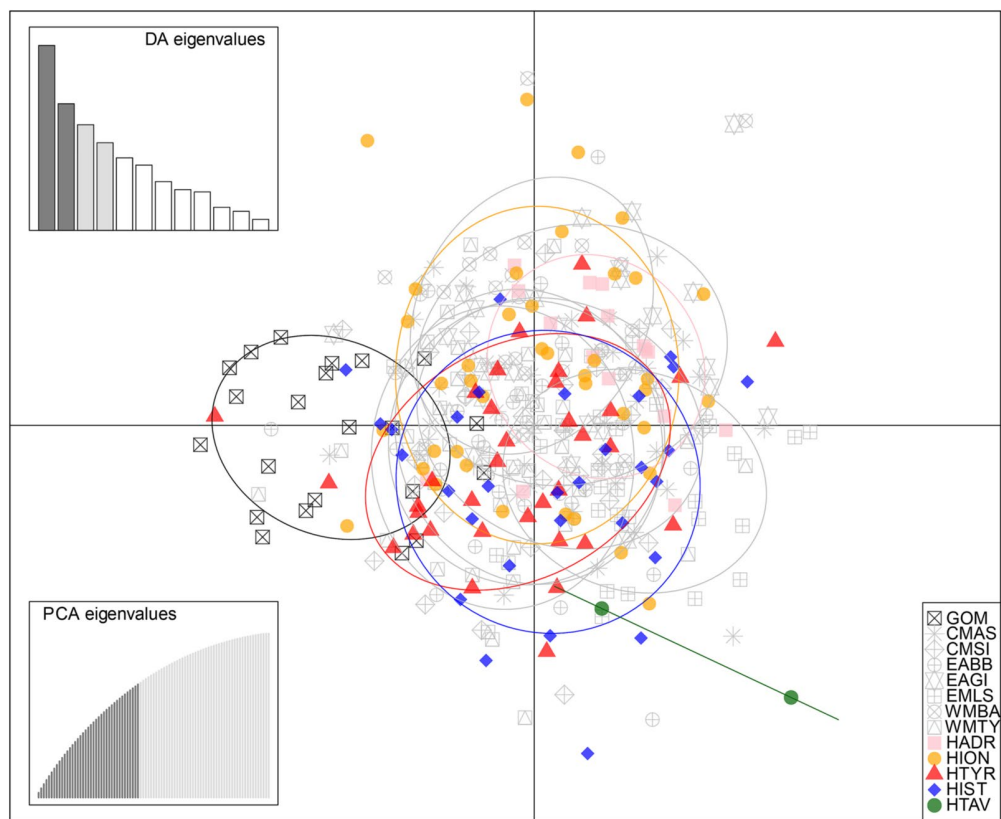 DA eigenvalues
PCA eigenvalues
GOM
CMAS
CMSI
EABB
EAGI
EMLS
WMBA
WMTY
HADR
HION
HTYR
HIST
HTAV